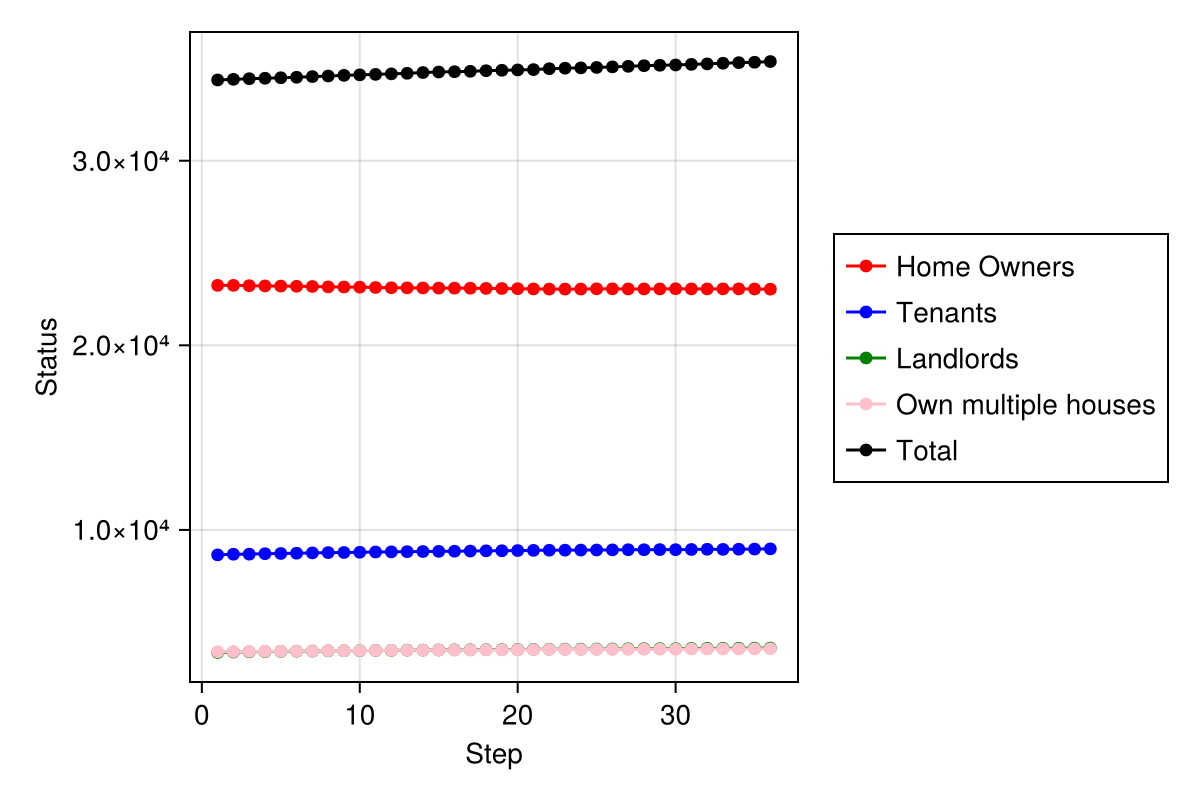 3.0×10⁴
2.0×10⁴
1.0×10⁴
Status
0 10 20 30
Step
Home Owners
Tenants
Landlords
Own multiple houses
Total